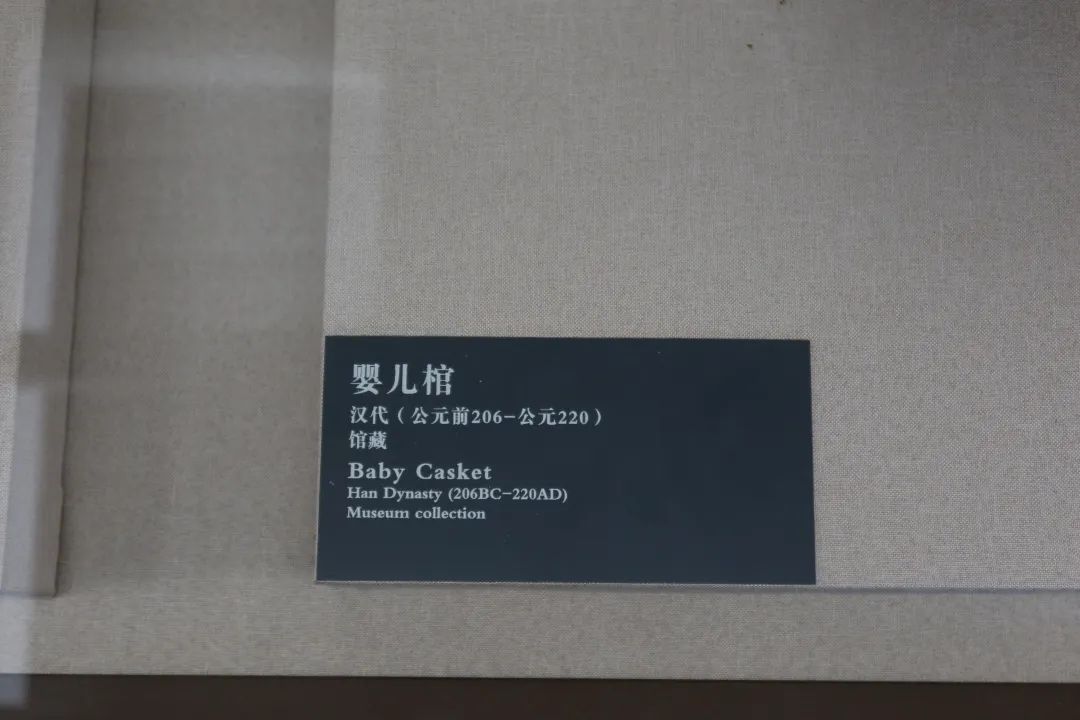 婴儿棺
汉代（公元前206-公元220）
馆藏
Baby Casket
Han Dynasty (206BC-220AD)
Museum collection